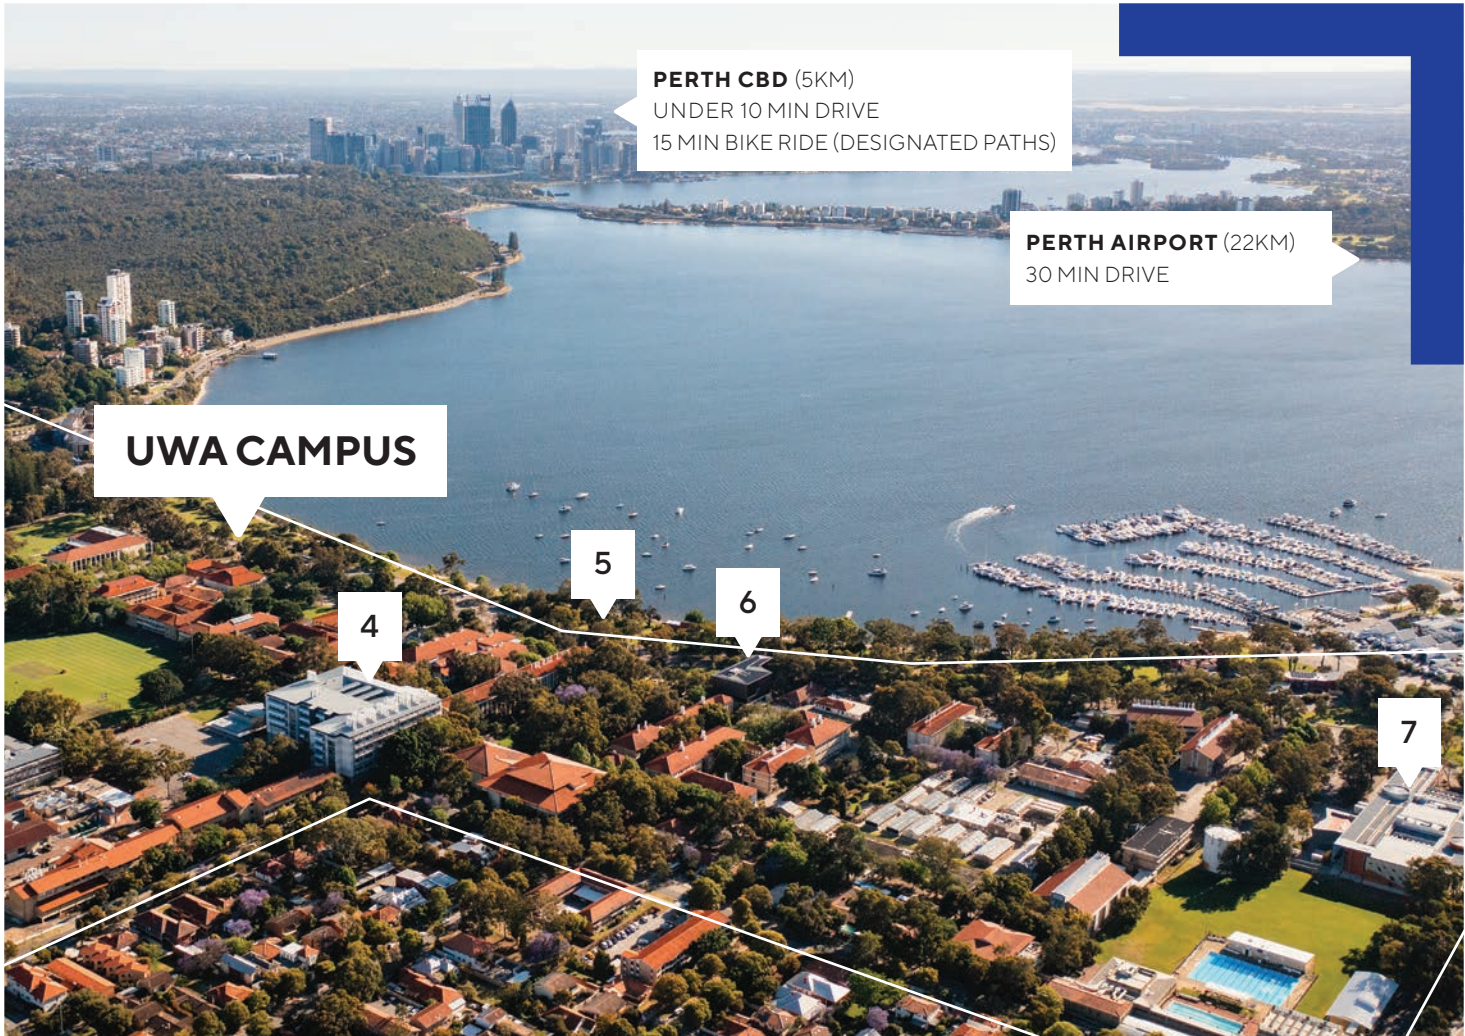 PERTH CBD (5KM)
UNDER 10 MIN DRIVE
15 MIN BIKE RIDE (DESIGNATED PATHS)
PERTH AIRPORT (22KM)
30 MIN DRIVE
UWA CAMPUS
5
6
4
7